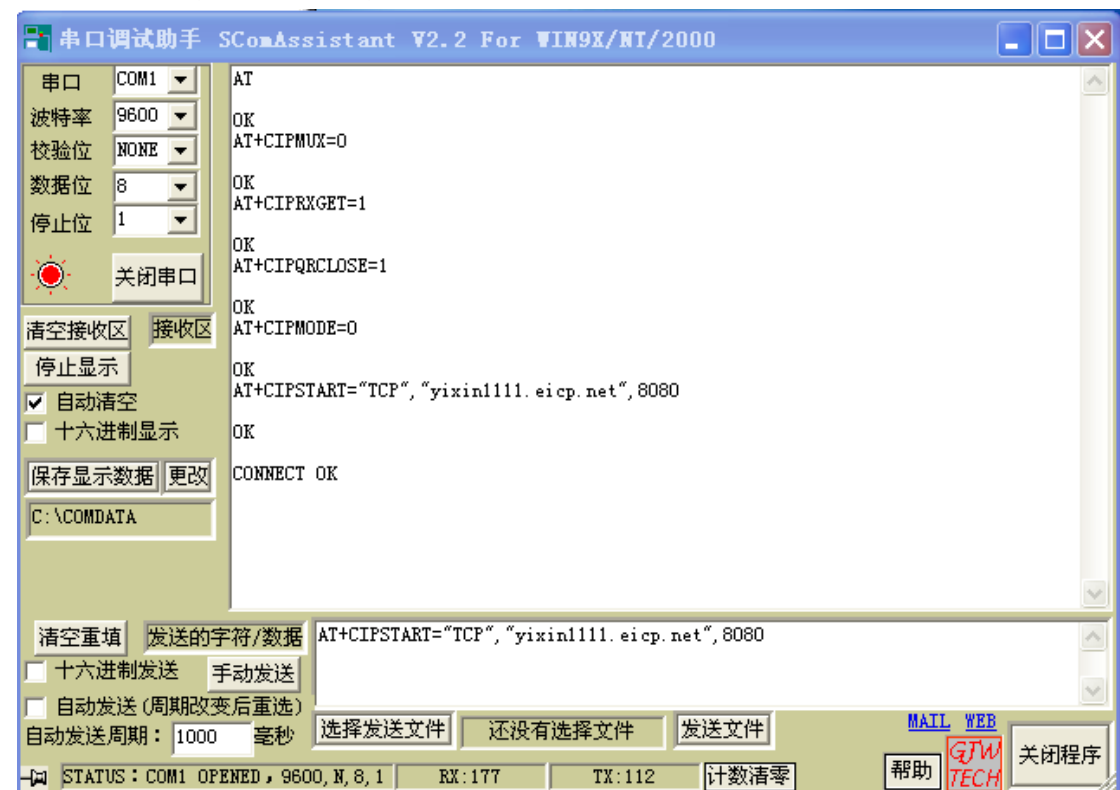 串口调试助手 SComAssistant V2.2 For WIN9X/NT/2000
串口 COM1
波特率 9600
校验位 NONE
数据位 8
停止位 1
关闭串口
清空接收区 接收区
停止显示
自动清空
十六进制显示
保存显示数据 更改
C:\COMDATA
AT
OK
AT+CIPMUX=0
OK
AT+CIPRXGET=1
OK
AT+CIPQRCLOSE=1
OK
AT+CIPMODE=0
OK
AT+CIPSTART="TCP","yixin1111.eicp.net",8080
OK
CONNECT OK
清空重填 发送的字符/数据 AT+CIPSTART="TCP","yixin1111.eicp.net",8080
十六进制发送 手动发送
自动发送(周期改变后重选)
自动发送周期: 1000 毫秒 选择发送文件 还没有选择文件 发送文件 MAIL WEB
STATUS:COM1 OPENED,9600,N,8,1 RX:177 TX:112 计数清零 帮助 GJW TECH 关闭程序